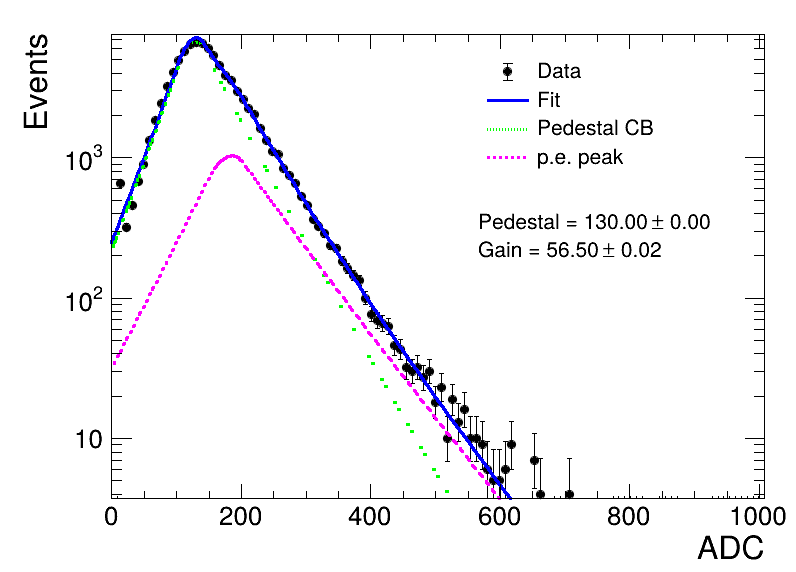 Events
Data
Fit
Pedestal CB
p.e. peak
Pedestal = 130.00 ± 0.00
Gain = 56.50 ± 0.02
10³
10²
10
0 200 400 600 800 1000
ADC